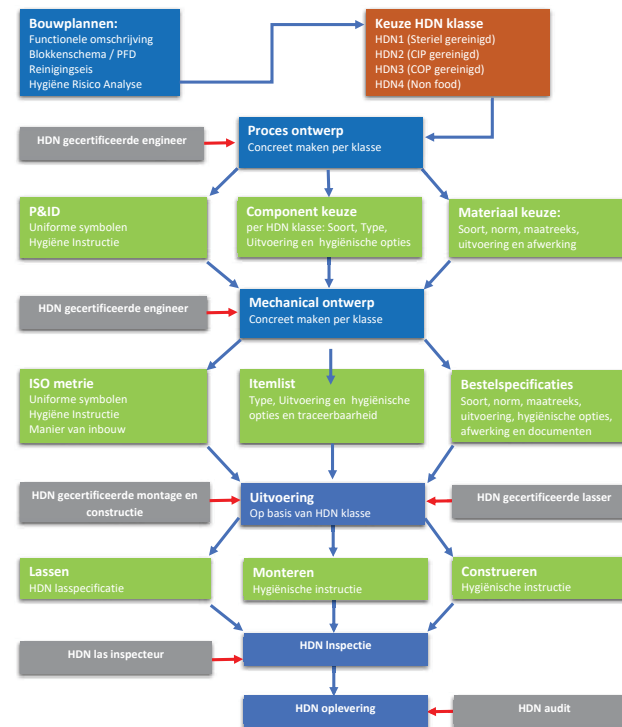 Bouwplannen:
Functionele omschrijving
Blokkenschema / PFD
Reinigingseis
Hygiëne Risico Analyse
Keuze HDN klasse
HDN1 (Steriel gereinigd)
HDN2 (CIP gereinigd)
HDN3 (COP gereinigd)
HDN4 (Non food)
HDN gecertificeerde engineer
Proces ontwerp
Concreet maken per klasse
P&ID
Uniforme symbolen
Hygiëne Instructie
Component keuze
per HDN klasse: Soort, Type,
Uitvoering en hygiënische opties
Materiaal keuze:
Soort, norm, maatreeks,
uitvoering en afwerking
HDN gecertificeerde engineer
Mechanical ontwerp
Concreet maken per klasse
ISO metrie
Uniforme symbolen
Hygiëne Instructie
Manier van inbouw
Itemlist
Type, Uitvoering en hygiënische
opties en traceerbaarheid
Bestelspecificaties
Soort, norm, maatreeks,
uitvoering, hygiënische opties,
afwerking en documenten
HDN gecertificeerde montage en
constructie
Uitvoering
Op basis van HDN klasse
HDN gecertificeerde lasser
Lassen
HDN lasspecificatie
Monteren
Hygiënische instructie
Construeren
Hygiënische instructie
HDN las inspecteur
HDN Inspectie
HDN oplevering
HDN audit